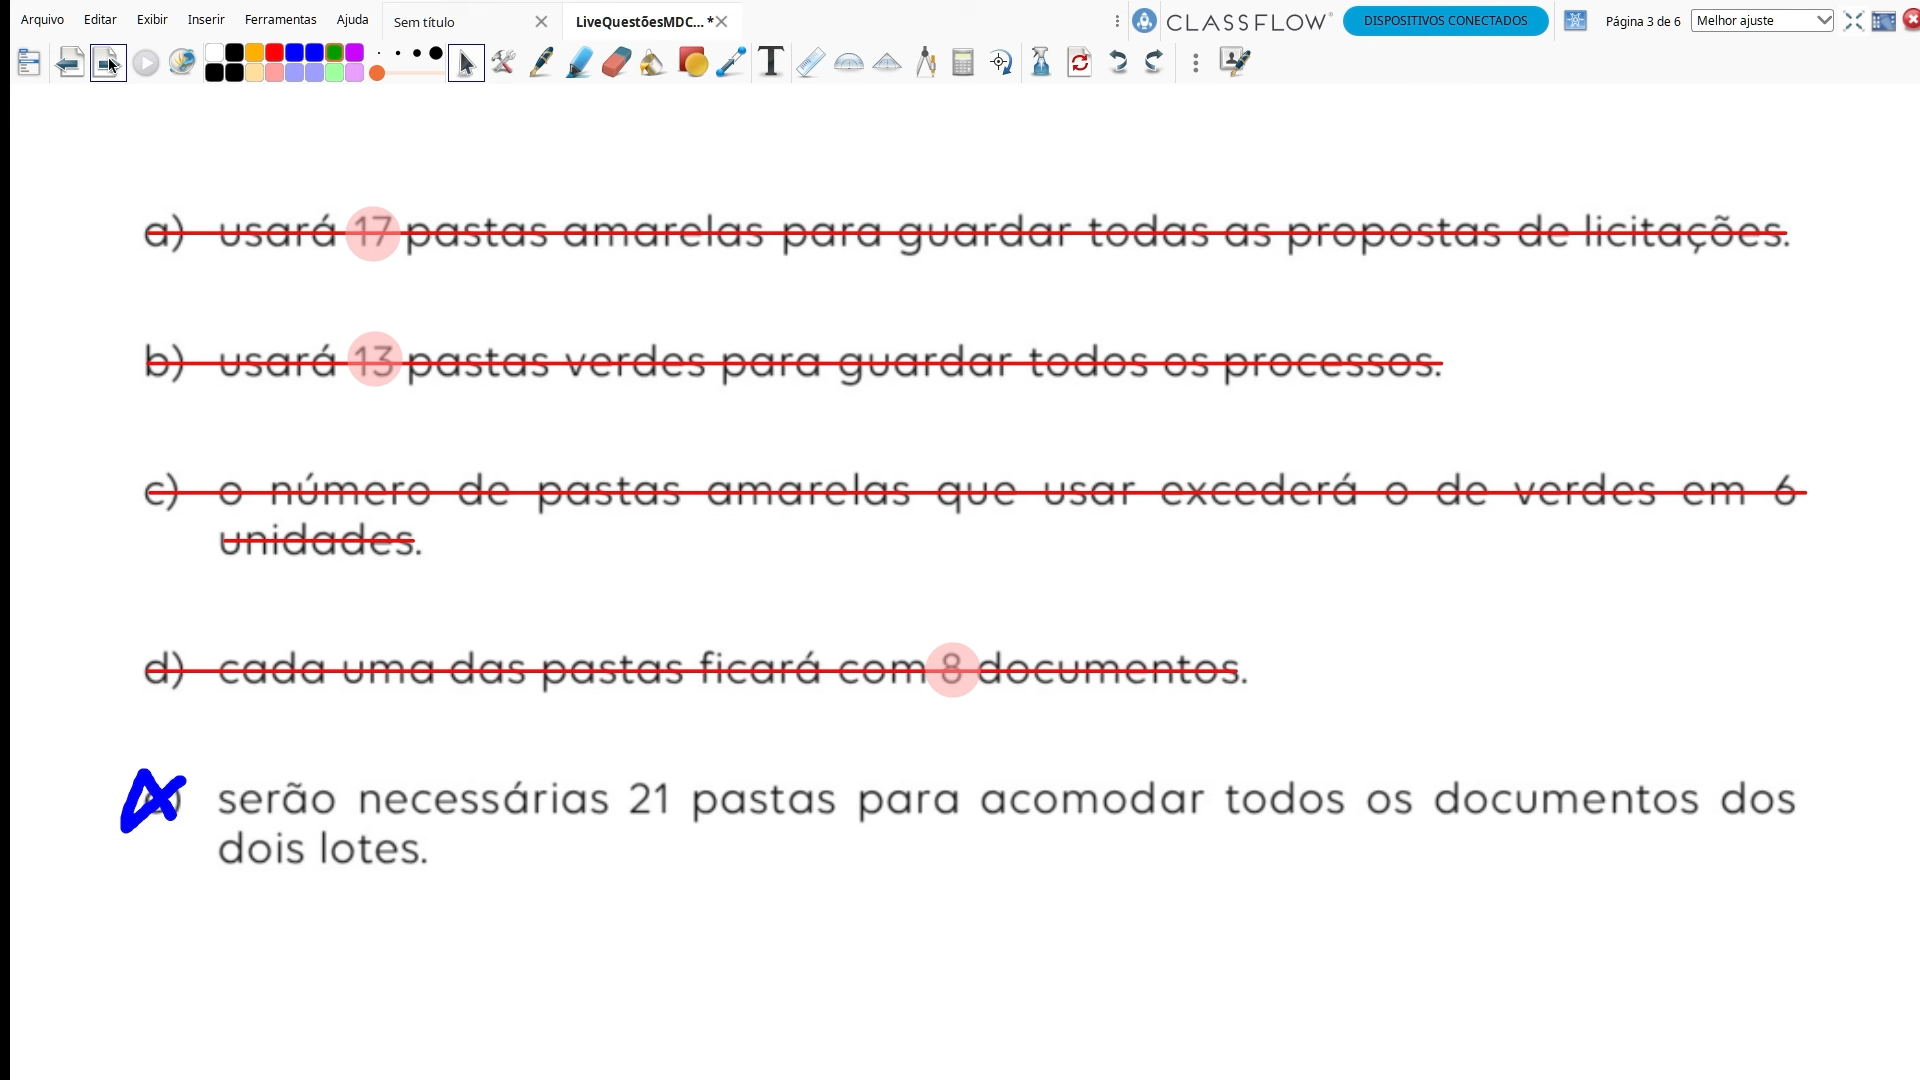 Arquivo Editar Exibir Inserir Ferramentas Ajuda Sem título LiveQuestõesMDC... * CLASSFLOW DISPOSITIVOS CONECTADOS Página 3 de 6 Melhor ajuste
a) usará 17 pastas amarelas para guardar todas as propostas de licitações.
b) usará 13 pastas verdes para guardar todos os processos.
c) o número de pastas amarelas que usar excederá o de verdes em 6
unidades.
d) cada uma das pastas ficará com 8 documentos.
serão necessárias 21 pastas para acomodar todos os documentos dos
dois lotes.